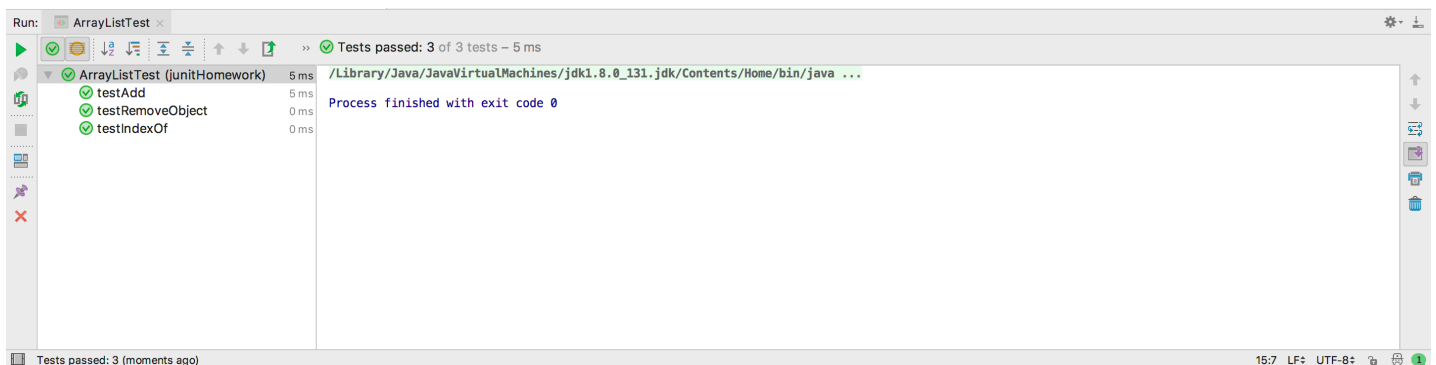 Run: ArrayListTest
Tests passed: 3 of 3 tests – 5 ms
ArrayListTest (junitHomework) 5 ms
testAdd 5 ms
testRemoveObject 0 ms
testIndexOf 0 ms
/Library/Java/JavaVirtualMachines/jdk1.8.0_131.jdk/Contents/Home/bin/java ...
Process finished with exit code 0
Tests passed: 3 (moments ago) 15:7 LF UTF-8 1